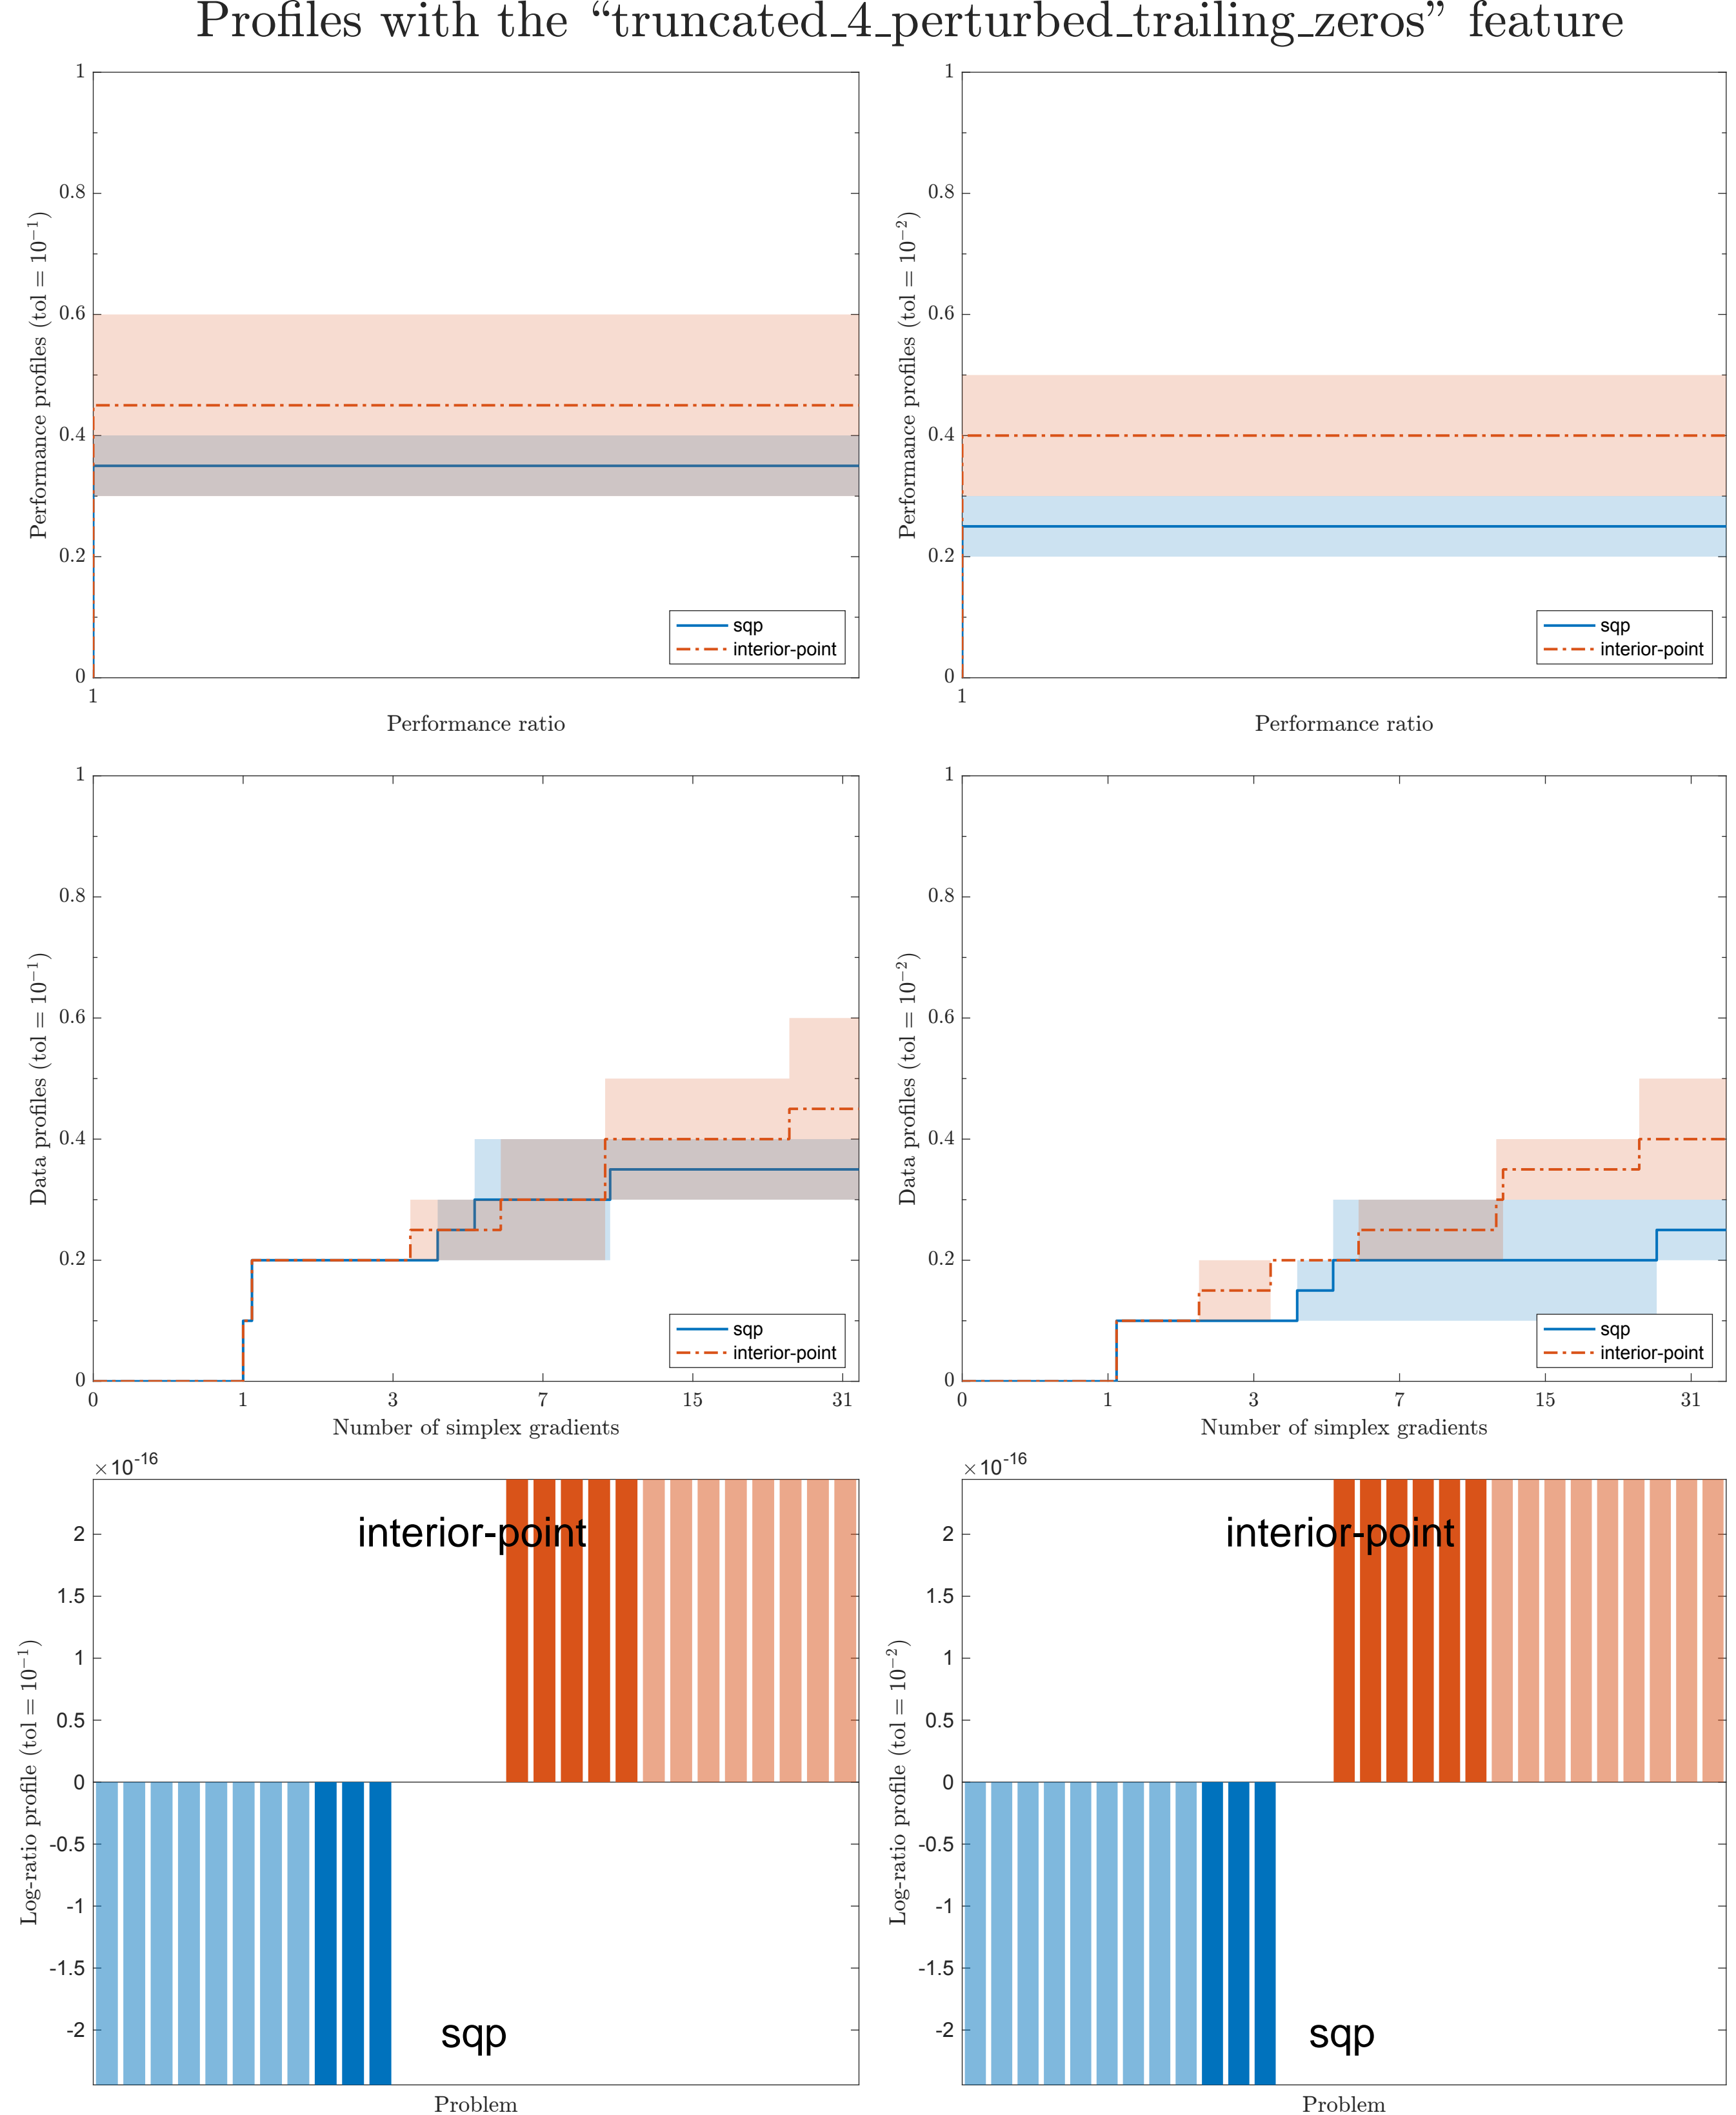 Profiles with the “truncated_4_perturbed_trailing_zeros” feature
Performance profiles (tol = 10⁻¹)
1
0.8
0.6
0.4
0.2
0
1
Performance ratio
sqp
interior-point
Performance profiles (tol = 10⁻²)
1
0.8
0.6
0.4
0.2
0
1
Performance ratio
sqp
interior-point
Data profiles (tol = 10⁻¹)
1
0.8
0.6
0.4
0.2
0
0 1 3 7 15 31
Number of simplex gradients
sqp
interior-point
Data profiles (tol = 10⁻²)
1
0.8
0.6
0.4
0.2
0
0 1 3 7 15 31
Number of simplex gradients
sqp
interior-point
Log-ratio profile (tol = 10⁻¹)
×10⁻¹⁶
2
1.5
1
0.5
0
-0.5
-1
-1.5
-2
interior-point
sqp
Problem
Log-ratio profile (tol = 10⁻²)
×10⁻¹⁶
2
1.5
1
0.5
0
-0.5
-1
-1.5
-2
interior-point
sqp
Problem